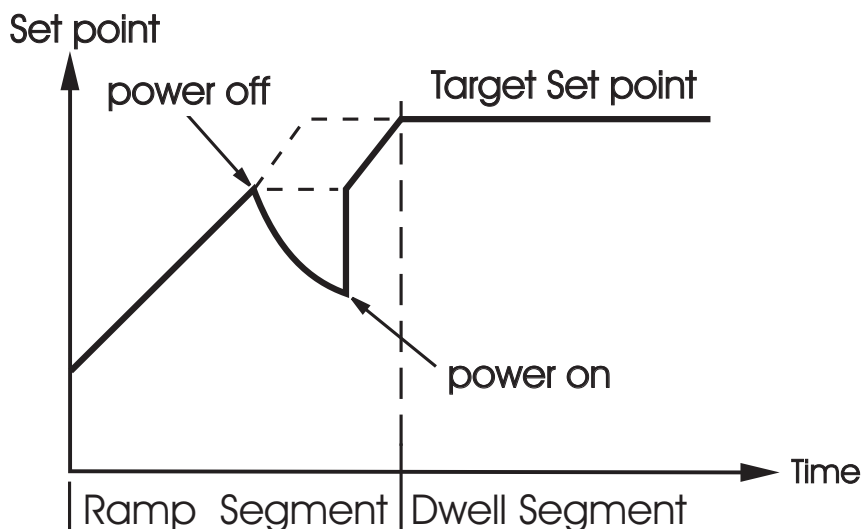 Set point
power off
Target Set point
power on
Time
Ramp Segment
Dwell Segment